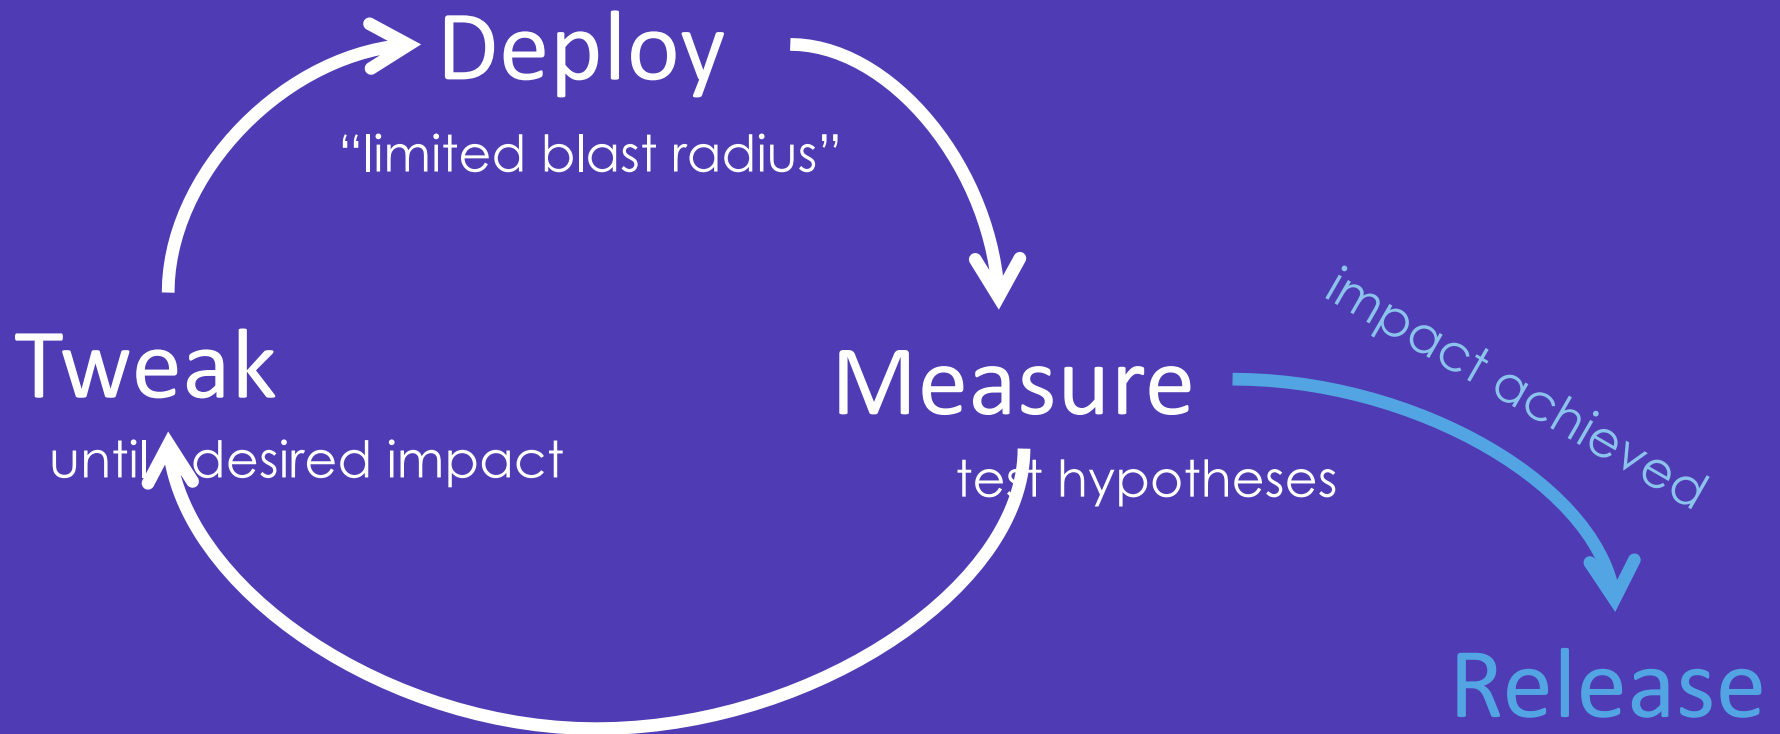 Deploy
“limited blast radius”
Tweak
until desired impact
Measure
test hypotheses
impact achieved
Release